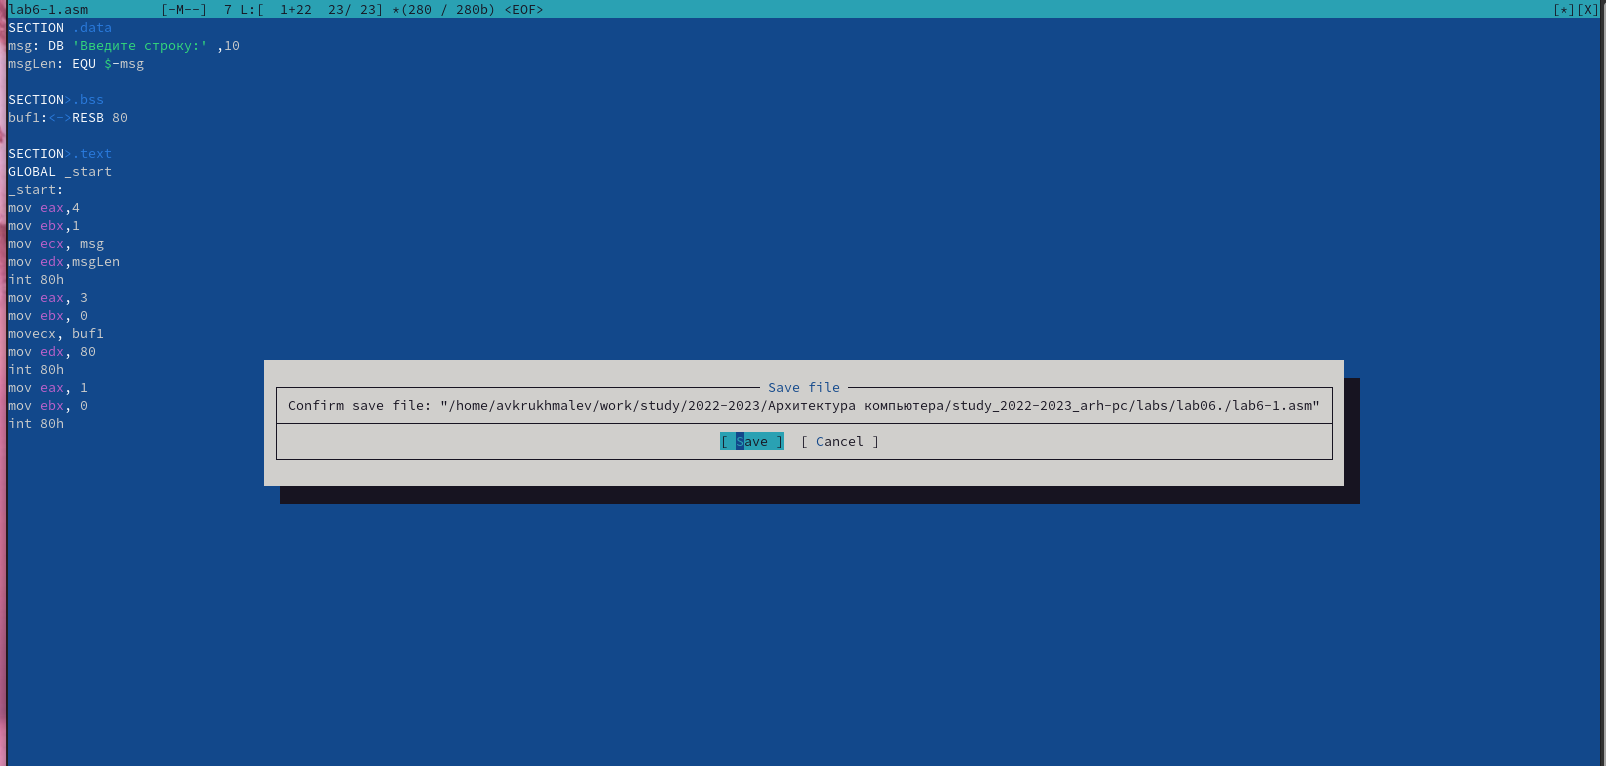 lab6-1.asm [-M--] 7 L:[ 1+22 23/ 23] *(280 / 280b) <EOF> [*][X]
SECTION .data
msg: DB 'Введите строку:' ,10
msgLen: EQU $-msg
SECTION>.bss
buf1:<->RESB 80
SECTION>.text
GLOBAL _start
_start:
mov eax,4
mov ebx,1
mov ecx, msg
mov edx,msgLen
int 80h
mov eax, 3
mov ebx, 0
movecx, buf1
mov edx, 80
int 80h
mov eax, 1
mov ebx, 0
int 80h
Save file
Confirm save file: "/home/avkrukhmalev/work/study/2022-2023/Архитектура компьютера/study_2022-2023_arh-pc/labs/lab06./lab6-1.asm"
[ Save ] [ Cancel ]